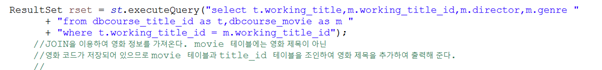 ResultSet rset = st.executeQuery("select t.working_title,m.working_title_id,m.director,m.genre "
+ "from dbcourse_title_id as t,dbcourse_movie as m "
+ "where t.working_title_id = m.working_title_id");
//JOIN을 이용하여 영화 정보를 가져온다. movie 테이블에는 영화 제목이 아닌
//영화 코드가 저장되어 있으므로 movie 테이블과 title_id 테이블을 조인하여 영화 제목을 추가하여 출력해 준다.
//